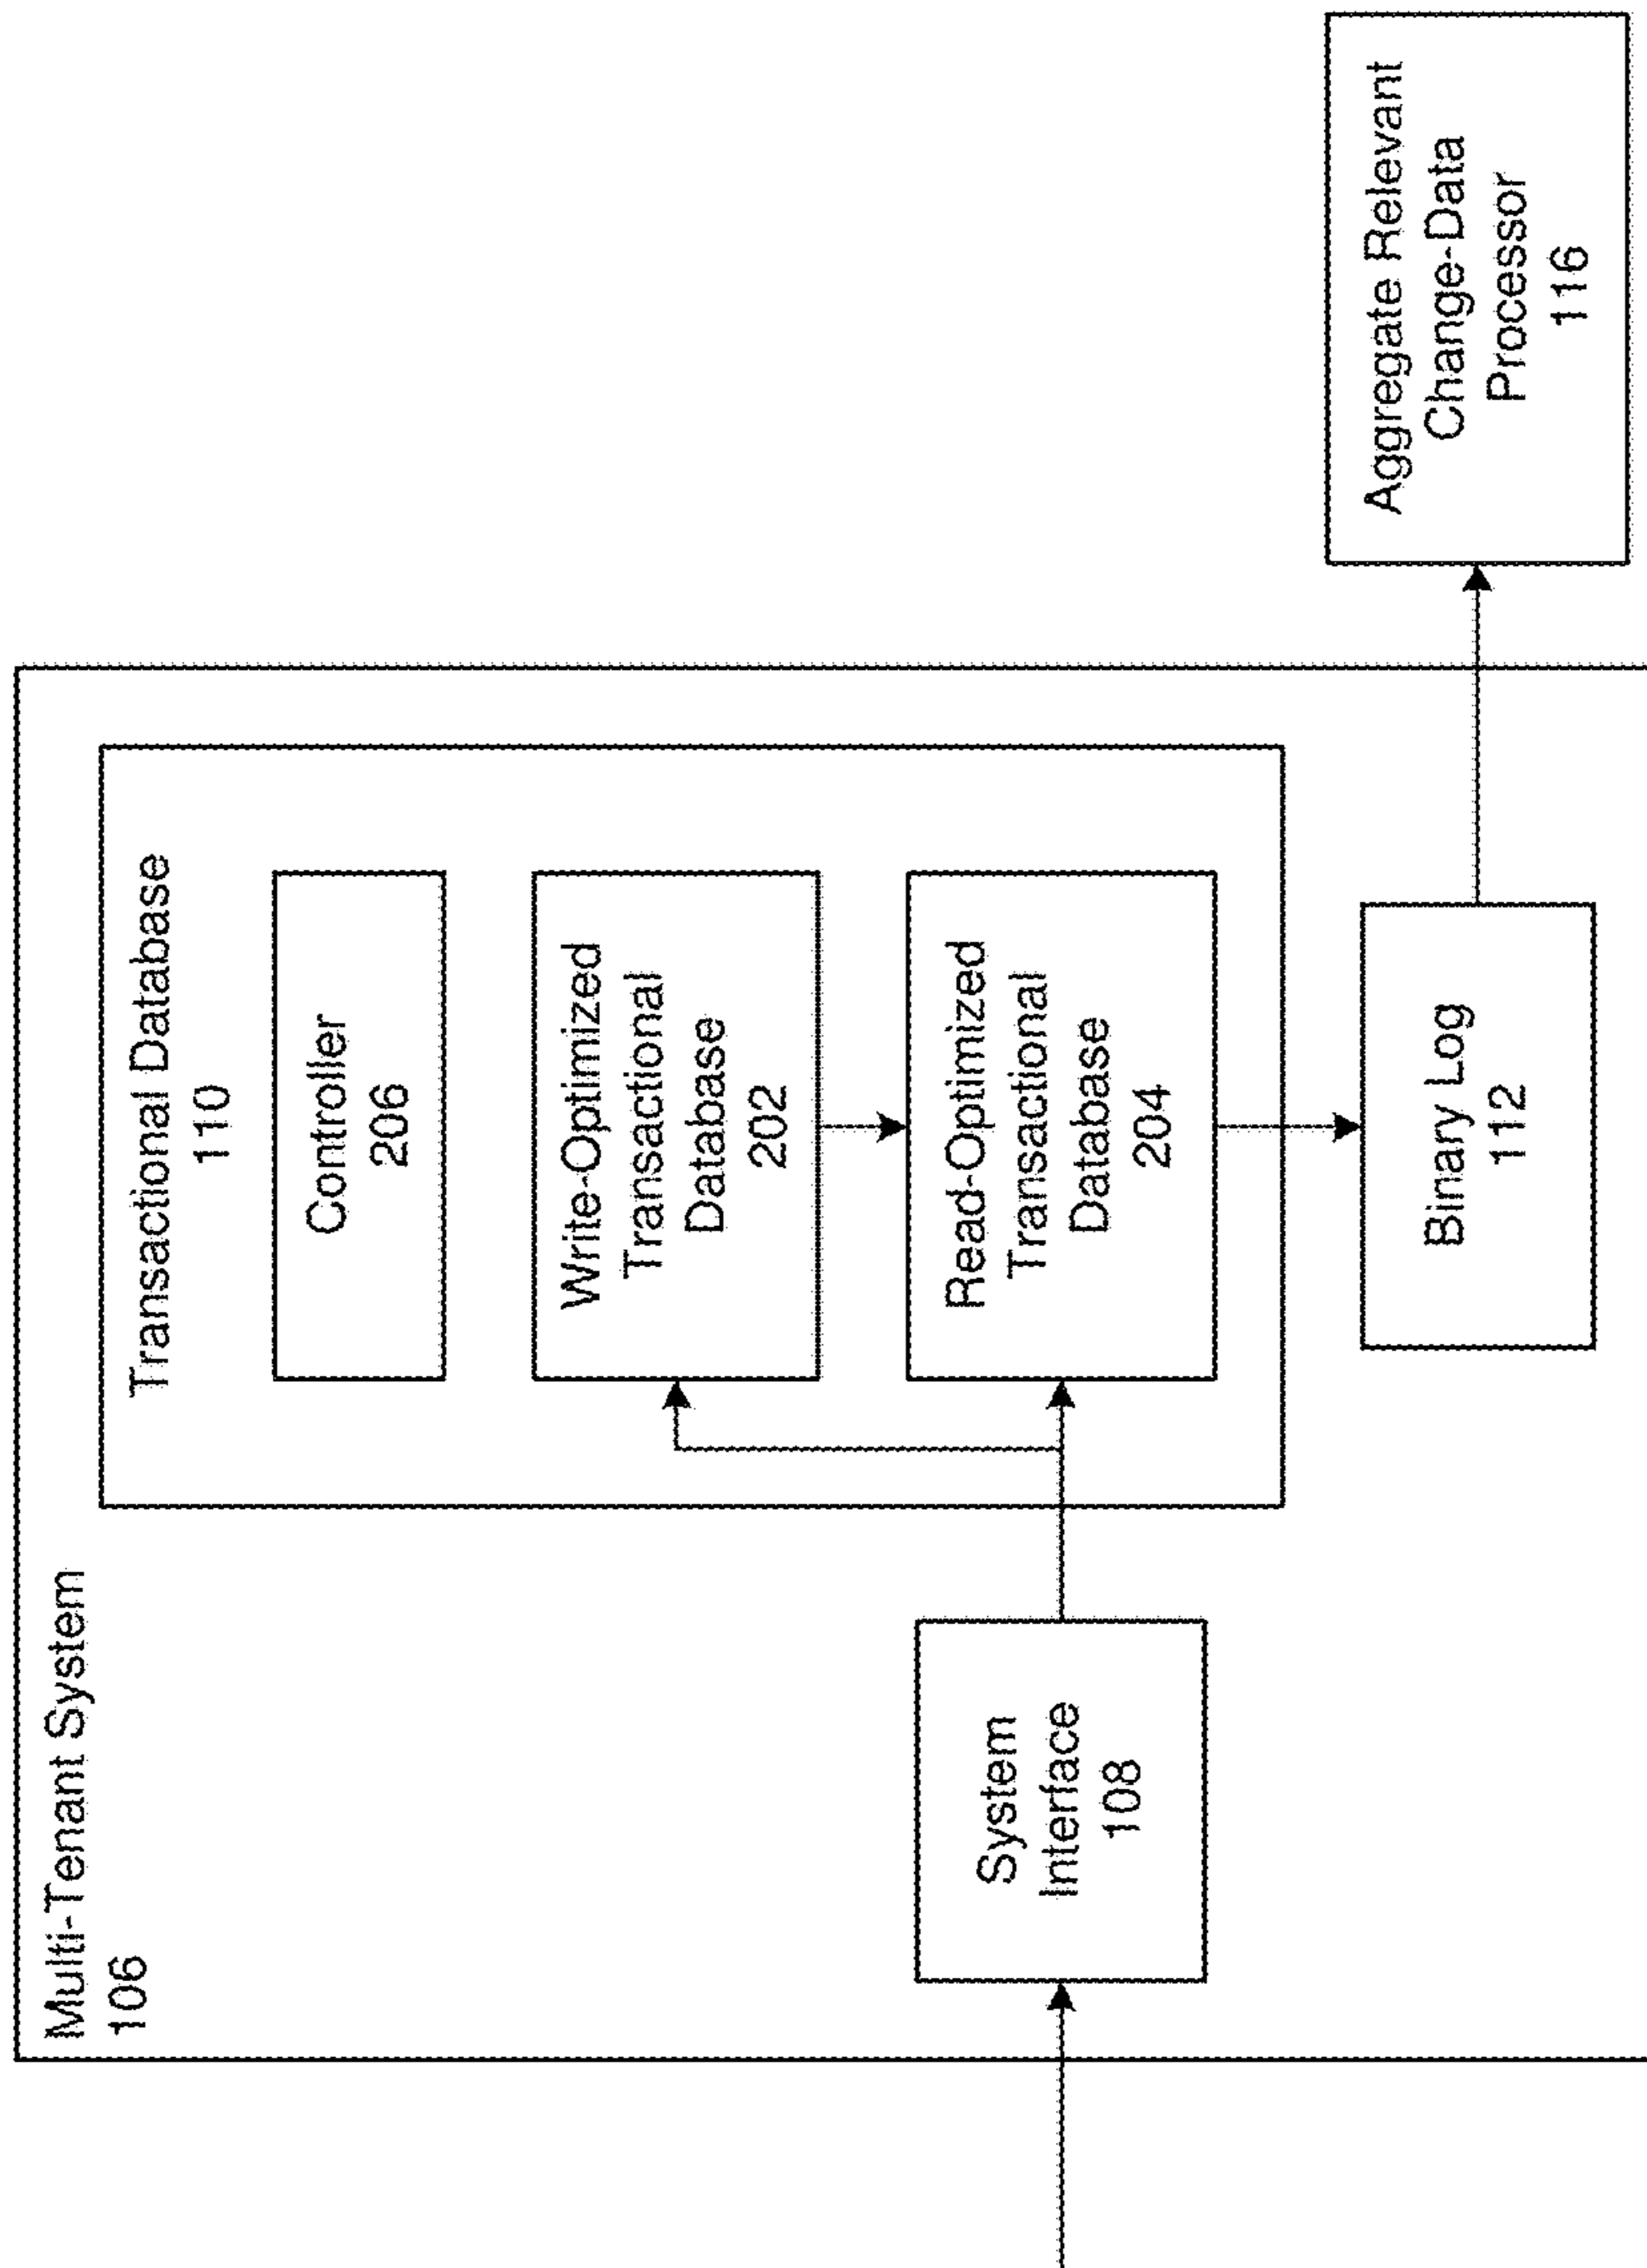 Multi-Tenant System
106
Transactional Database
110
Controller
206
Write-Optimized
Transactional
Database
202
System
Interface
108
Read-Optimized
Transactional
Database
204
Binary Log
112
Aggregate Relevant
Change-Data
Processor
116